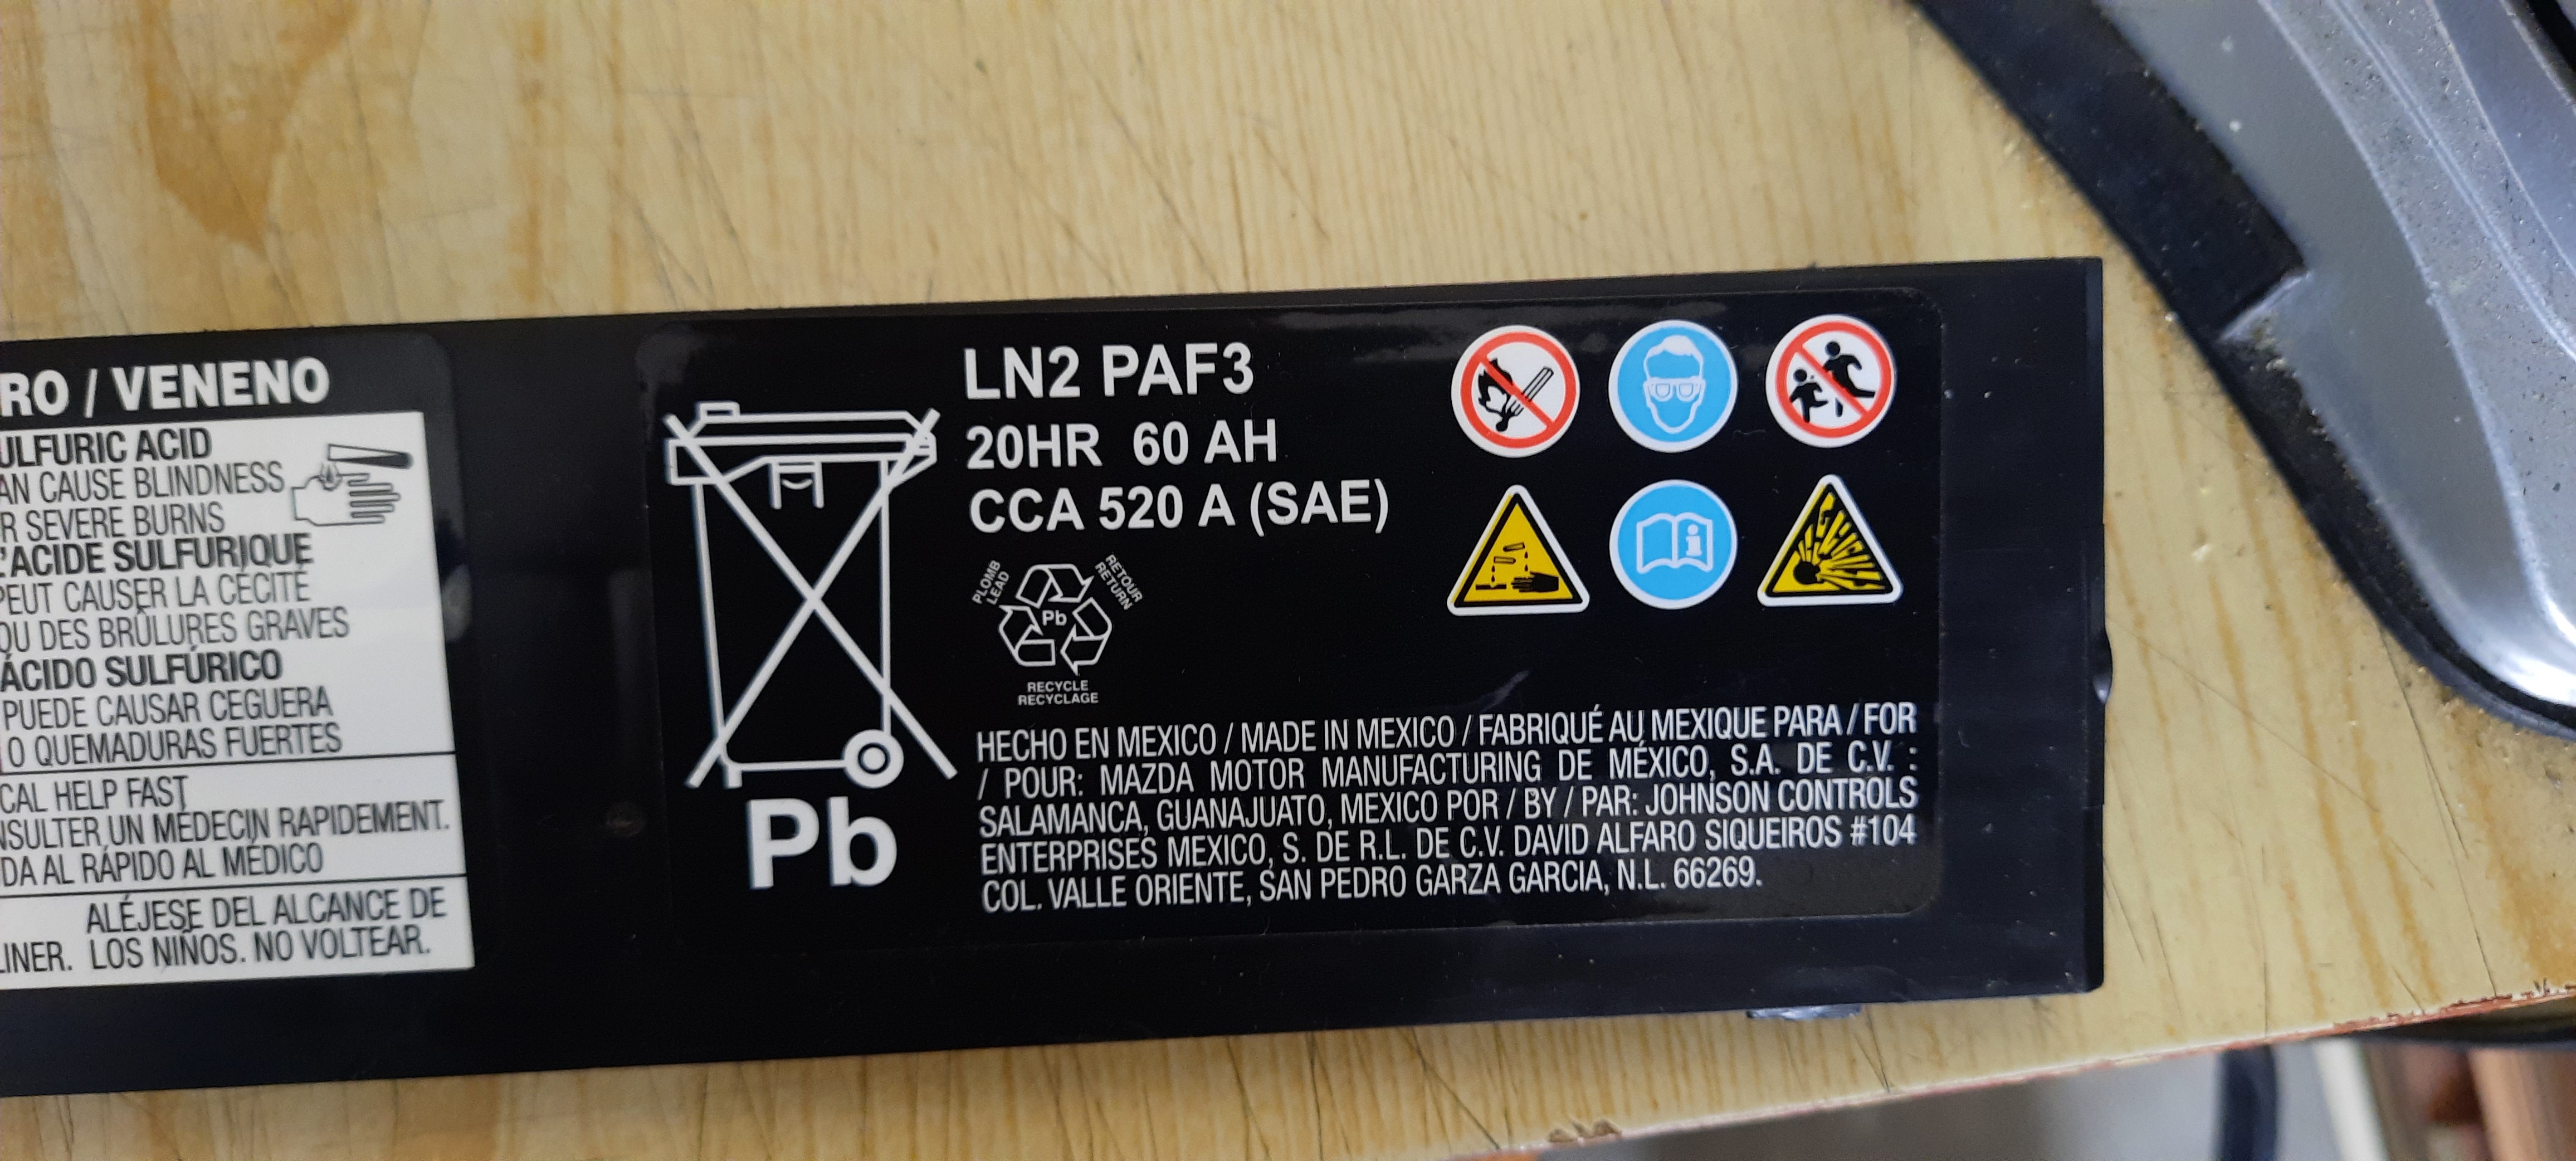 RO / VENENO
ULFURIC ACID
AN CAUSE BLINDNESS
R SEVERE BURNS
'ACIDE SULFURIQUE
PEUT CAUSER LA CÉCITÉ
OU DES BRÛLURES GRAVES
ÁCIDO SULFÚRICO
PUEDE CAUSAR CEGUERA
O QUEMADURAS FUERTES
CAL HELP FAST
NSULTER UN MÉDECIN RAPIDEMENT.
DA AL RÁPIDO AL MÉDICO
ALÉJESE DEL ALCANCE DE
LINER. LOS NIÑOS. NO VOLTEAR.
Pb
LN2 PAF3
20HR 60 AH
CCA 520 A (SAE)
PLOMB
LEAD
RETOUR
RETURN
Pb
RECYCLE
RECYCLAGE
HECHO EN MEXICO / MADE IN MEXICO / FABRIQUÉ AU MEXIQUE PARA / FOR
/ POUR: MAZDA MOTOR MANUFACTURING DE MÉXICO, S.A. DE C.V. :
SALAMANCA, GUANAJUATO, MEXICO POR / BY / PAR: JOHNSON CONTROLS
ENTERPRISES MEXICO, S. DE R.L. DE C.V. DAVID ALFARO SIQUEIROS #104
COL. VALLE ORIENTE, SAN PEDRO GARZA GARCIA, N.L. 66269.